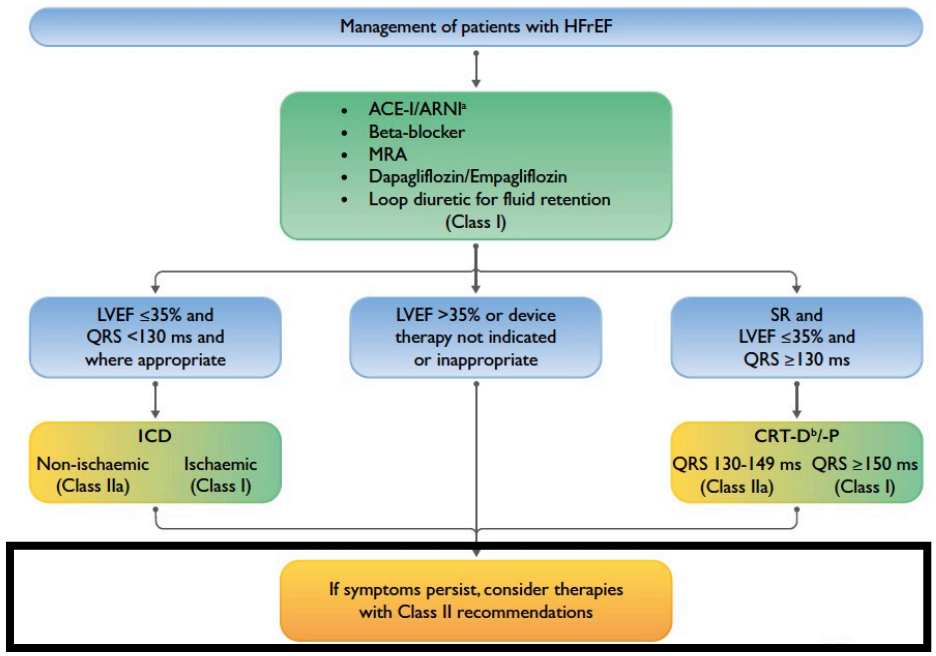 Management of patients with HFrEF
• ACE-I/ARNIᵃ
• Beta-blocker
• MRA
• Dapagliflozin/Empagliflozin
• Loop diuretic for fluid retention
(Class I)
LVEF ≤35% and
QRS <130 ms and
where appropriate
LVEF >35% or device
therapy not indicated
or inappropriate
SR and
LVEF ≤35% and
QRS ≥130 ms
ICD
Non-ischaemic Ischaemic
(Class IIa) (Class I)
CRT-Dᵇ/-P
QRS 130-149 ms QRS ≥150 ms
(Class IIa) (Class I)
If symptoms persist, consider therapies
with Class II recommendations